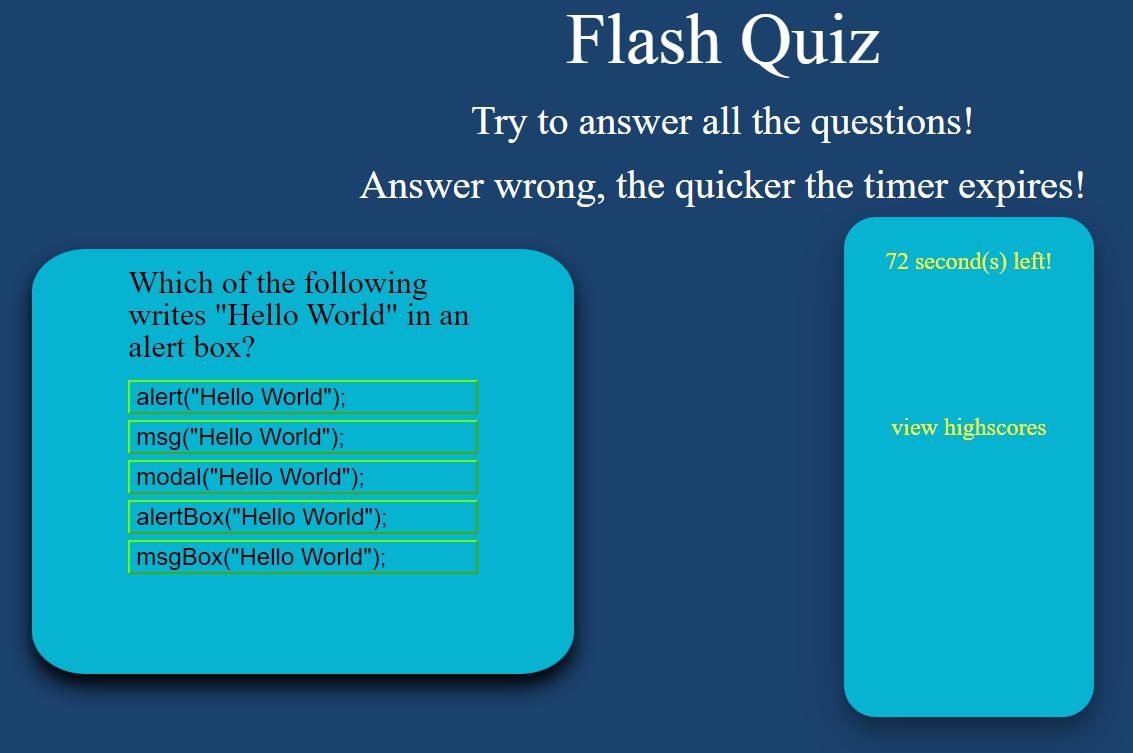 Flash Quiz
Try to answer all the questions!
Answer wrong, the quicker the timer expires!
Which of the following
writes "Hello World" in an
alert box?
alert("Hello World");
msg("Hello World");
modal("Hello World");
alertBox("Hello World");
msgBox("Hello World");
72 second(s) left!
view highscores